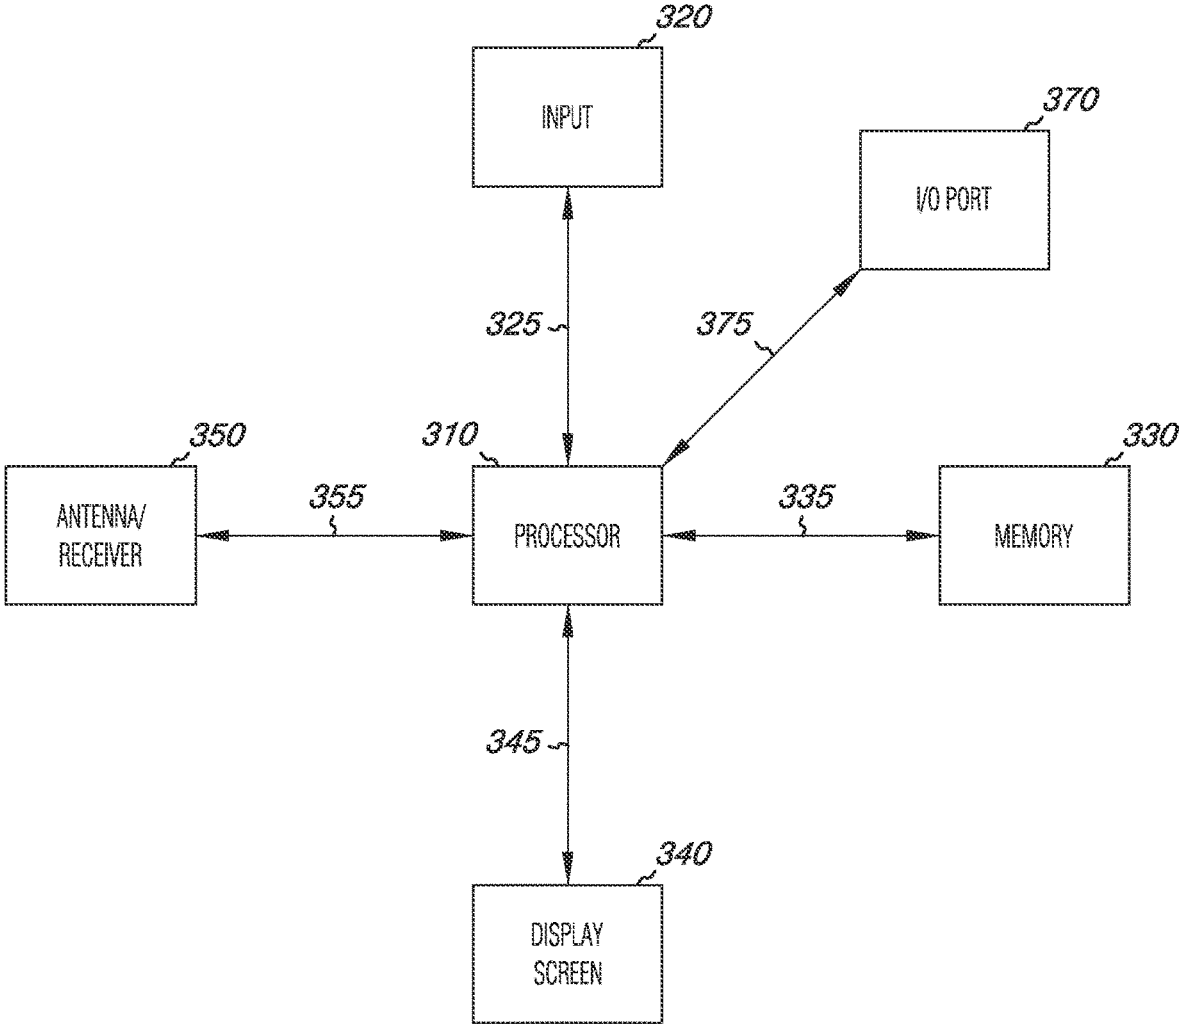 320
INPUT
370
I/O PORT
325
375
350
310
330
ANTENNA/
RECEIVER
355
PROCESSOR
335
MEMORY
345
340
DISPLAY
SCREEN